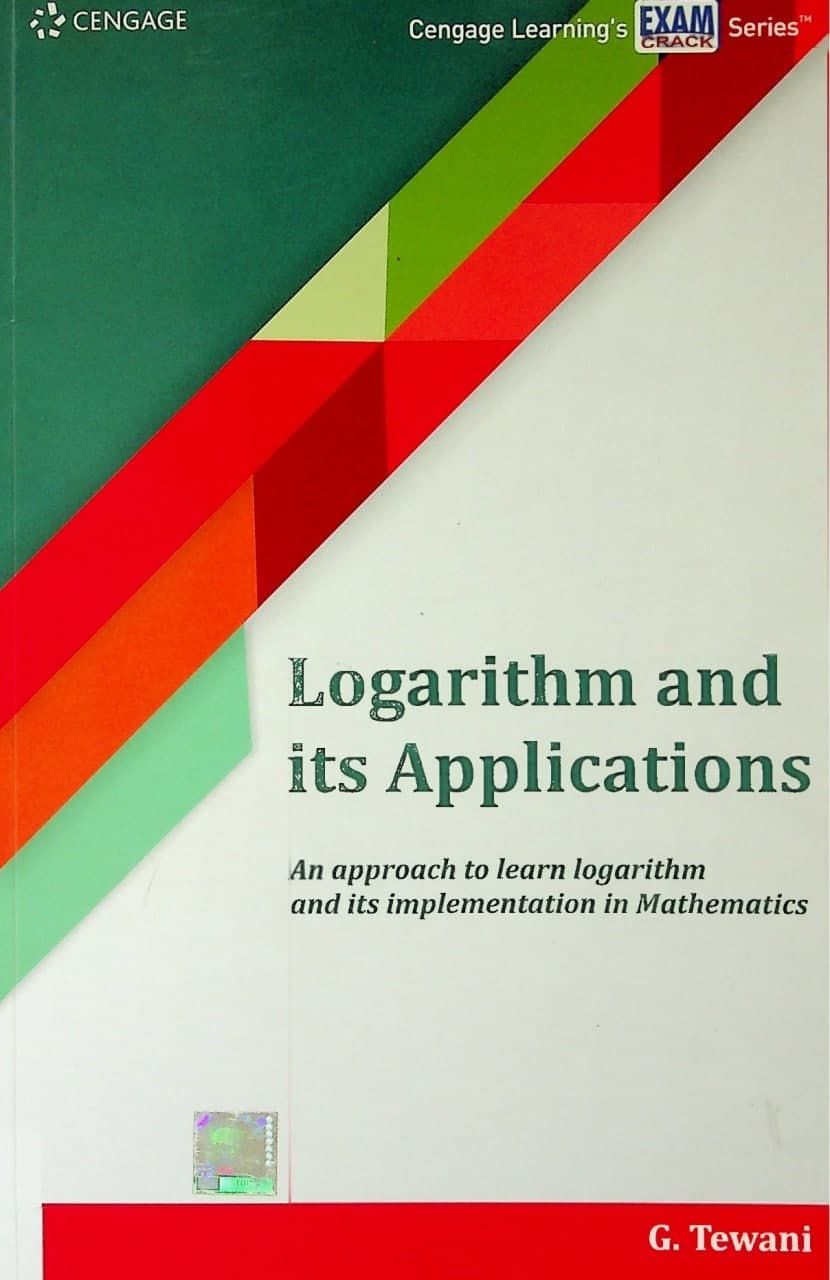 CENGAGE
Cengage Learning's EXAM CRACK Series™
Logarithm and
its Applications
An approach to learn logarithm
and its implementation in Mathematics
G. Tewani